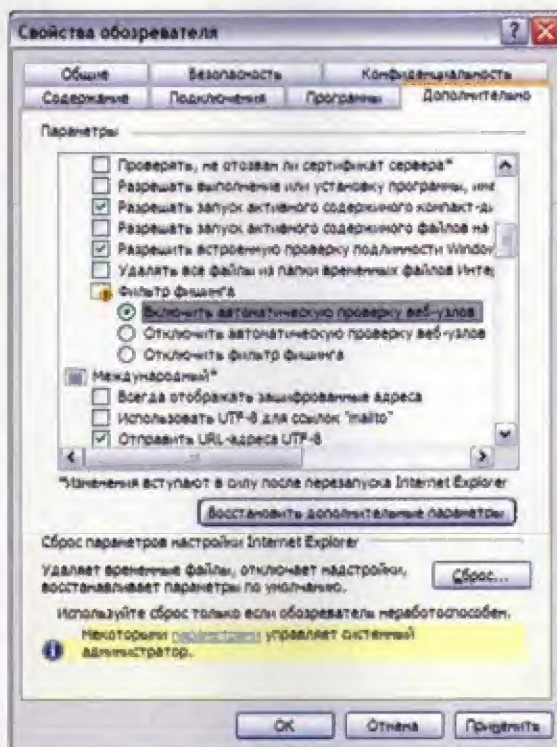 Свойства обозревателя
Общие Безопасность Конфиденциальность
Содержание Подключения Программы Дополнительно
Параметры
Проверять, не отозван ли сертификат сервера*
Разрешать выполнение или установку программы, име
Разрешать запуск активного содержимого компакт-ди
Разрешать запуск активного содержимого файлов на
Разрешить встроенную проверку подлинности Window
Удалять все файлы из папки временных файлов Интер
Фильтр фишинга
Включить автоматическую проверку веб-узлов
Отключить автоматическую проверку веб-узлов
Отключить фильтр фишинга
Международный*
Всегда отображать зашифрованные адреса
Использовать UTF-8 для ссылок "mailto"
Отправить URL-адреса UTF-8
*Изменения вступают в силу после перезапуска Internet Explorer
Восстановить дополнительные параметры
Сброс параметров настройки Internet Explorer
Удаляет временные файлы, отключает надстройки,
восстанавливает параметры по умолчанию.
Сброс...
Используйте сброс только если обозреватель неработоспособен.
Некоторыми параметрами управляет системный
администратор.
ОК Отмена Применить